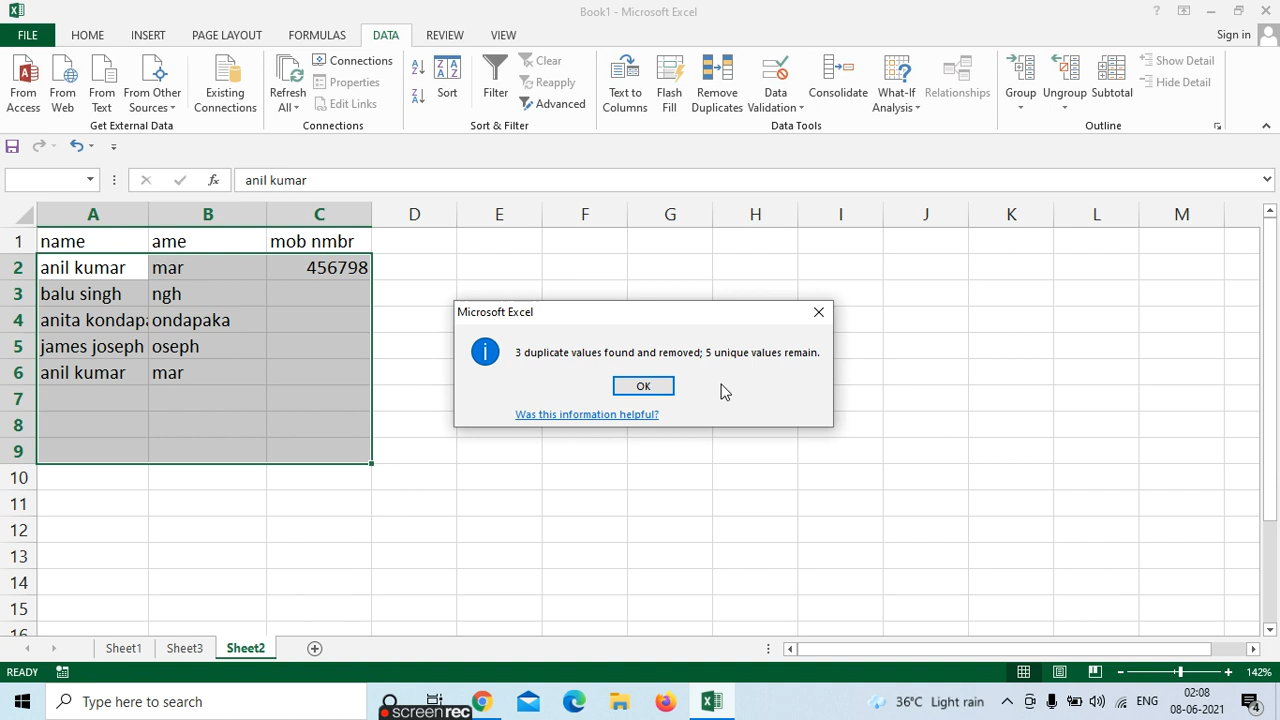 Book1 - Microsoft Excel
?
FILE HOME INSERT PAGE LAYOUT FORMULAS DATA REVIEW VIEW Sign in
From Access From Web From Text From Other Sources Existing Connections
Get External Data
Refresh All Connections Properties Edit Links
Connections
Sort Filter Clear Reapply Advanced
Sort & Filter
Text to Columns Flash Fill Remove Duplicates Data Validation Consolidate What-If Analysis Relationships
Data Tools
Group Ungroup Subtotal Show Detail Hide Detail
Outline
fx anil kumar
A B C D E F G H I J K L M
1 name ame mob nmbr
2 anil kumar mar 456798
3 balu singh ngh
4 anita kondapa ondapaka
5 james joseph oseph
6 anil kumar mar
7
8
9
10
11
12
13
14
15
16
Microsoft Excel
3 duplicate values found and removed; 5 unique values remain.
OK
Was this information helpful?
Sheet1 Sheet3 Sheet2
READY 142%
Type here to search
screenrec
36°C Light rain ENG 02:08
08-06-2021 4